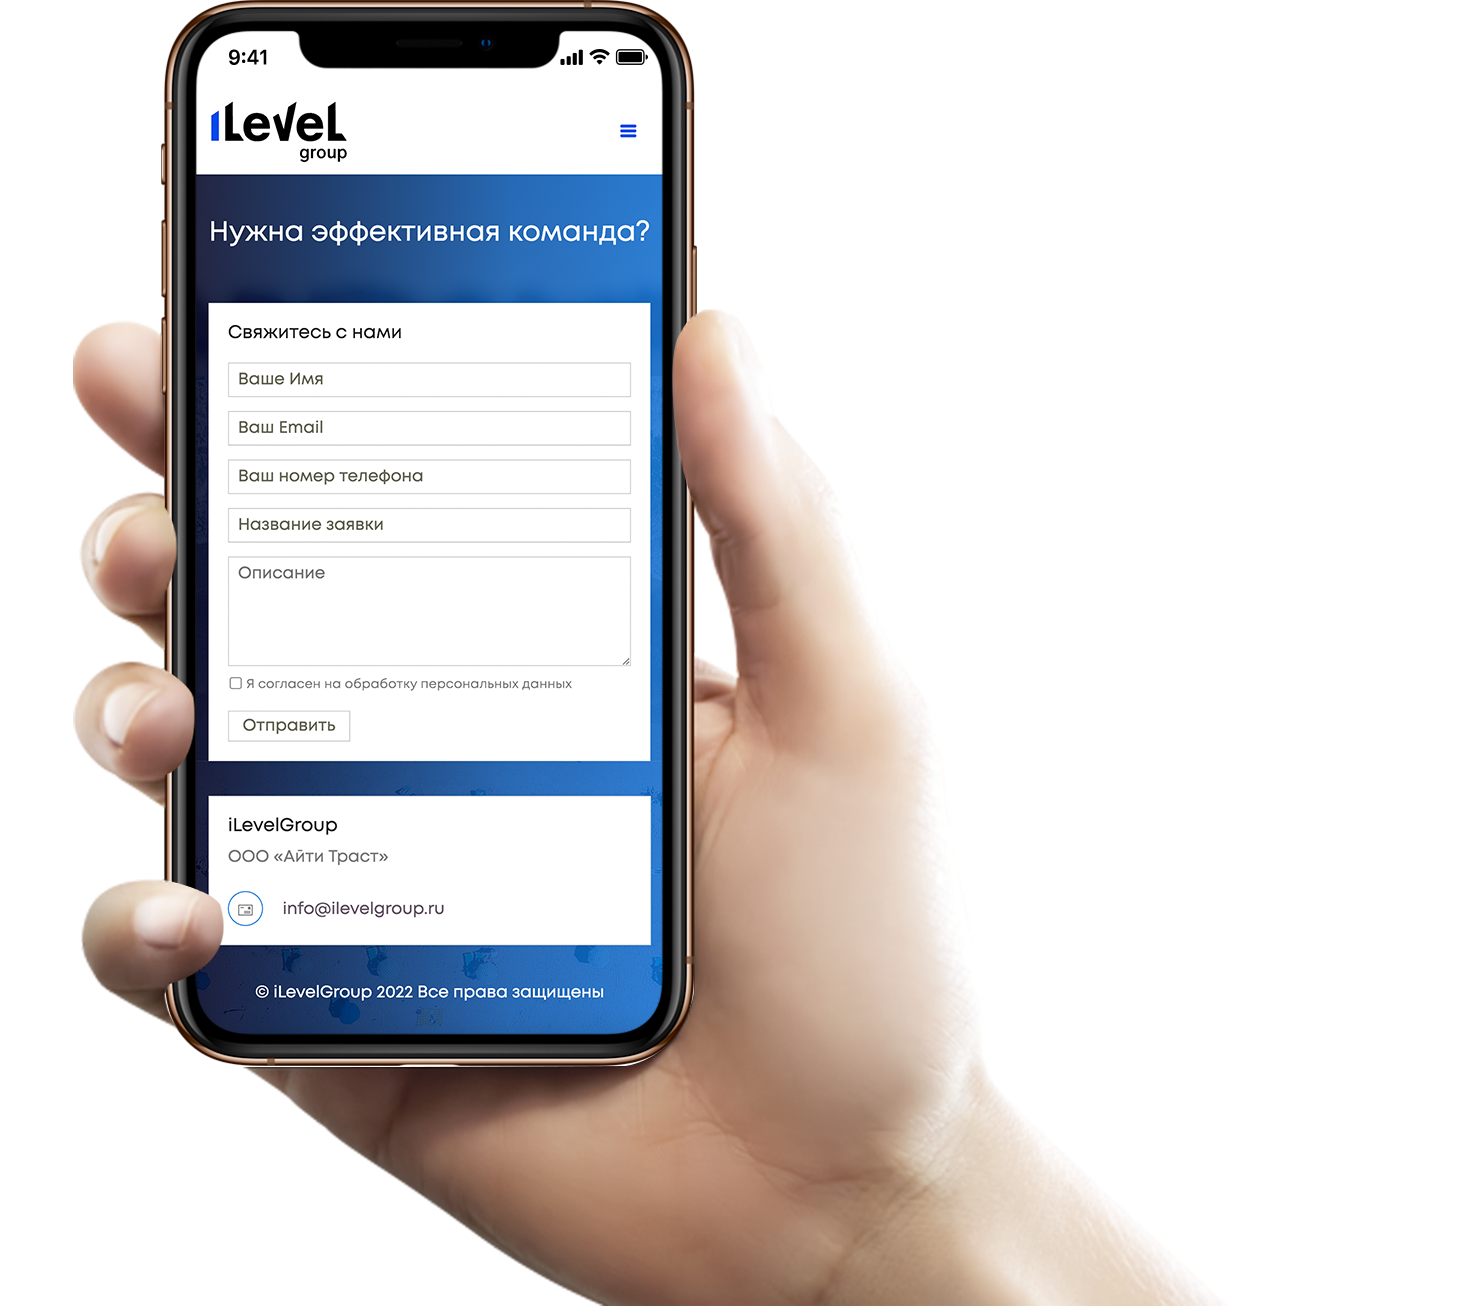 9:41
iLeveL
group
Нужна эффективная команда?
Свяжитесь с нами
Ваше Имя
Ваш Email
Ваш номер телефона
Название заявки
Описание
Я согласен на обработку персональных данных
Отправить
iLevelGroup
ООО «Айти Траст»
info@ilevelgroup.ru
© iLevelGroup 2022 Все права защищены